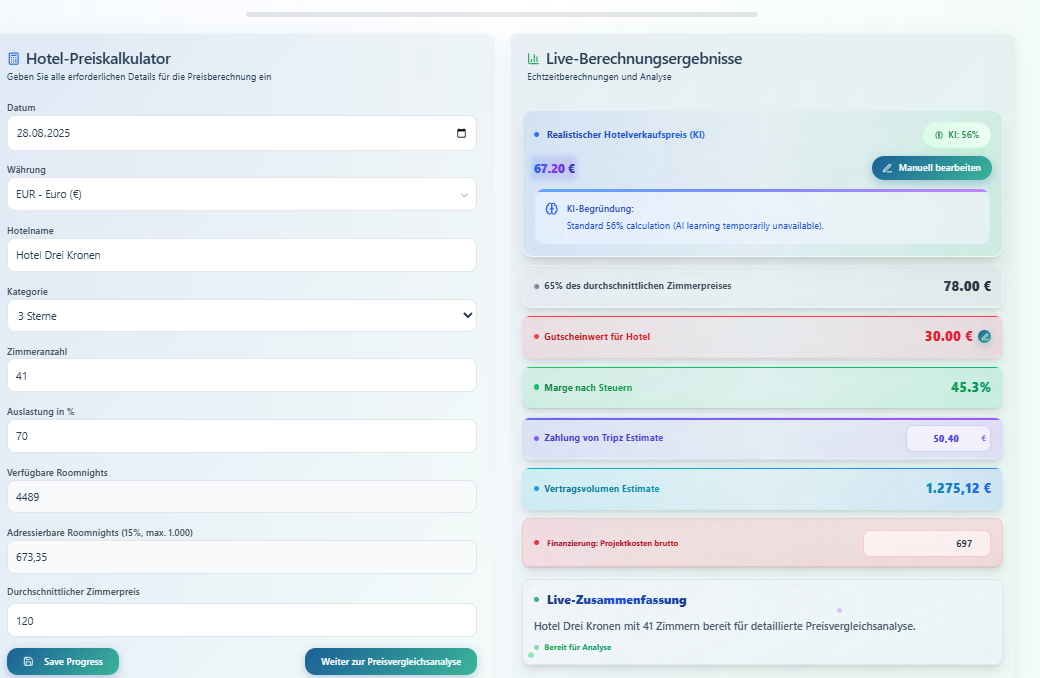 Hotel-Preiskalkulator
Geben Sie alle erforderlichen Details für die Preisberechnung ein
Datum
28.08.2025
Währung
EUR - Euro (€)
Hotelname
Hotel Drei Kronen
Kategorie
3 Sterne
Zimmeranzahl
41
Auslastung in %
70
Verfügbare Roomnights
4489
Adressierbare Roomnights (15%, max. 1.000)
673,35
Durchschnittlicher Zimmerpreis
120
Save Progress
Weiter zur Preisvergleichsanalyse
Live-Berechnungsergebnisse
Echtzeitberechnungen und Analyse
Realistischer Hotelverkaufspreis (KI)
KI: 56%
67.20 €
Manuell bearbeiten
KI-Begründung:
Standard 56% calculation (AI learning temporarily unavailable).
65% des durchschnittlichen Zimmerpreises
78.00 €
Gutscheinwert für Hotel
30.00 €
Marge nach Steuern
45.3%
Zahlung von Tripz Estimate
50,40 €
Vertragsvolumen Estimate
1.275,12 €
Finanzierung: Projektkosten brutto
697
Live-Zusammenfassung
Hotel Drei Kronen mit 41 Zimmern bereit für detaillierte Preisvergleichsanalyse.
Bereit für Analyse